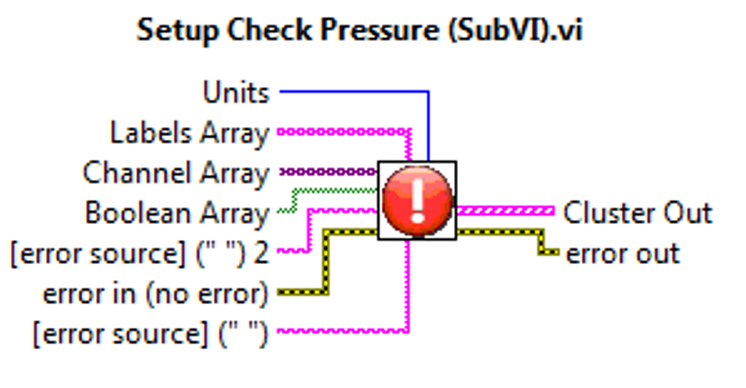 Setup Check Pressure (SubVI).vi
Units
Labels Array
Channel Array
Boolean Array
Cluster Out
[error source] (" ") 2
error out
error in (no error)
[error source] (" ")